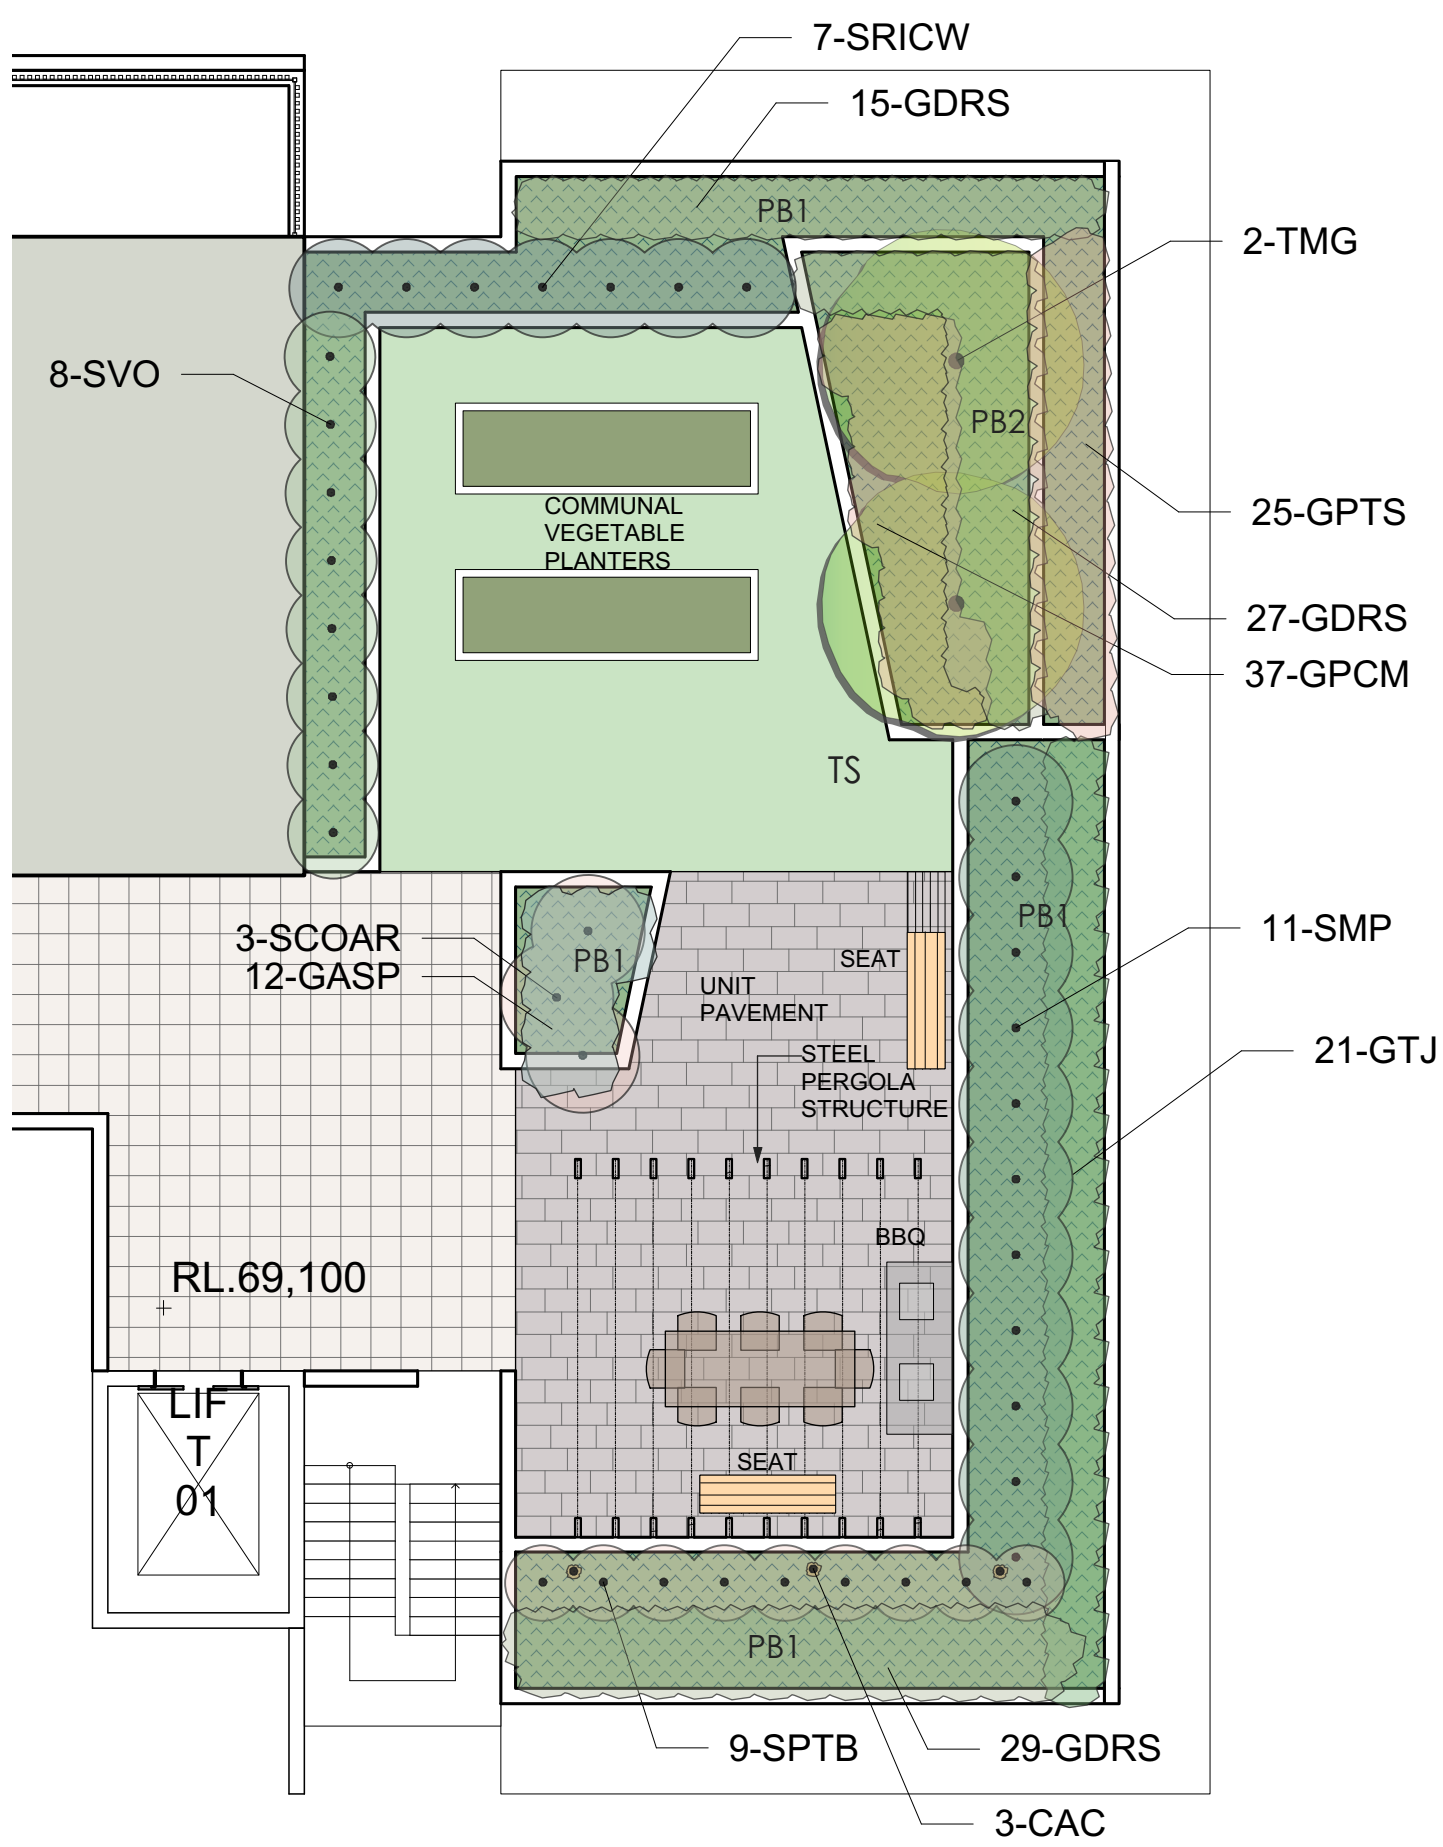 7-SRICW
15-GDRS
PB1
2-TMG
8-SVO
PB2
COMMUNAL
VEGETABLE
PLANTERS
25-GPTS
27-GDRS
37-GPCM
TS
3-SCOAR
12-GASP
PB1
SEAT
UNIT
PAVEMENT
PB1
11-SMP
STEEL
PERGOLA
STRUCTURE
21-GTJ
BBQ
RL.69,100
LIF
T
01
SEAT
PB1
9-SPTB
29-GDRS
3-CAC